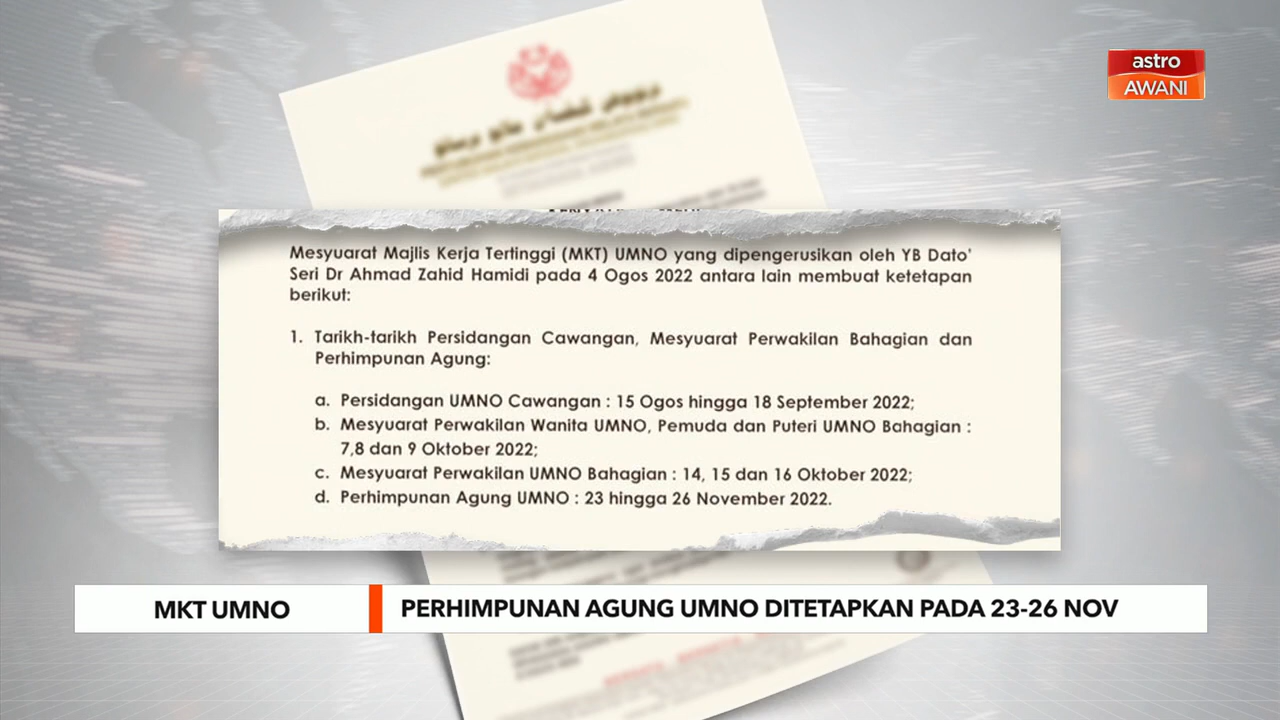 astro
AWANI
Mesyuarat Majlis Kerja Tertinggi (MKT) UMNO yang dipengerusikan oleh YB Dato'
Seri Dr Ahmad Zahid Hamidi pada 4 Ogos 2022 antara lain membuat ketetapan
berikut:
1. Tarikh-tarikh Persidangan Cawangan, Mesyuarat Perwakilan Bahagian dan
Perhimpunan Agung:
a. Persidangan UMNO Cawangan : 15 Ogos hingga 18 September 2022;
b. Mesyuarat Perwakilan Wanita UMNO, Pemuda dan Puteri UMNO Bahagian :
7,8 dan 9 Oktober 2022;
c. Mesyuarat Perwakilan UMNO Bahagian : 14, 15 dan 16 Oktober 2022;
d. Perhimpunan Agung UMNO : 23 hingga 26 November 2022.
MKT UMNO
PERHIMPUNAN AGUNG UMNO DITETAPKAN PADA 23-26 NOV